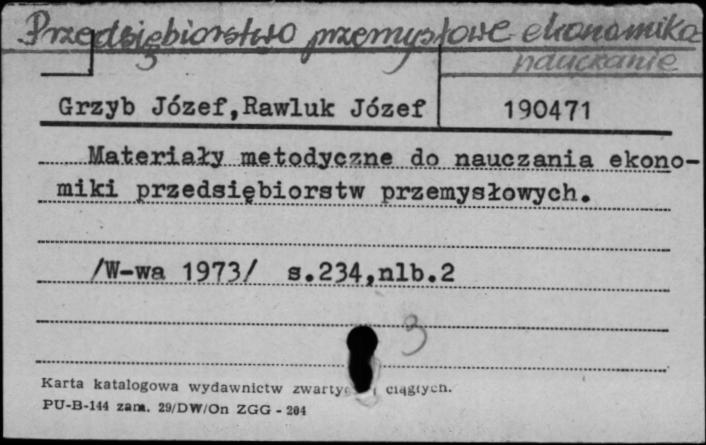 Przedsiębiorstwo przemysłowe ekonomika
nauczanie
Grzyb Józef,Rawluk Józef 190471
Materiały metodyczne do nauczania ekono-
miki przedsiębiorstw przemysłowych.
/W-wa 1973/ s.234,nlb.2
3
Karta katalogowa wydawnictw ciągłych.
PU-B-144 zam. 29/DW/On ZGG - 204